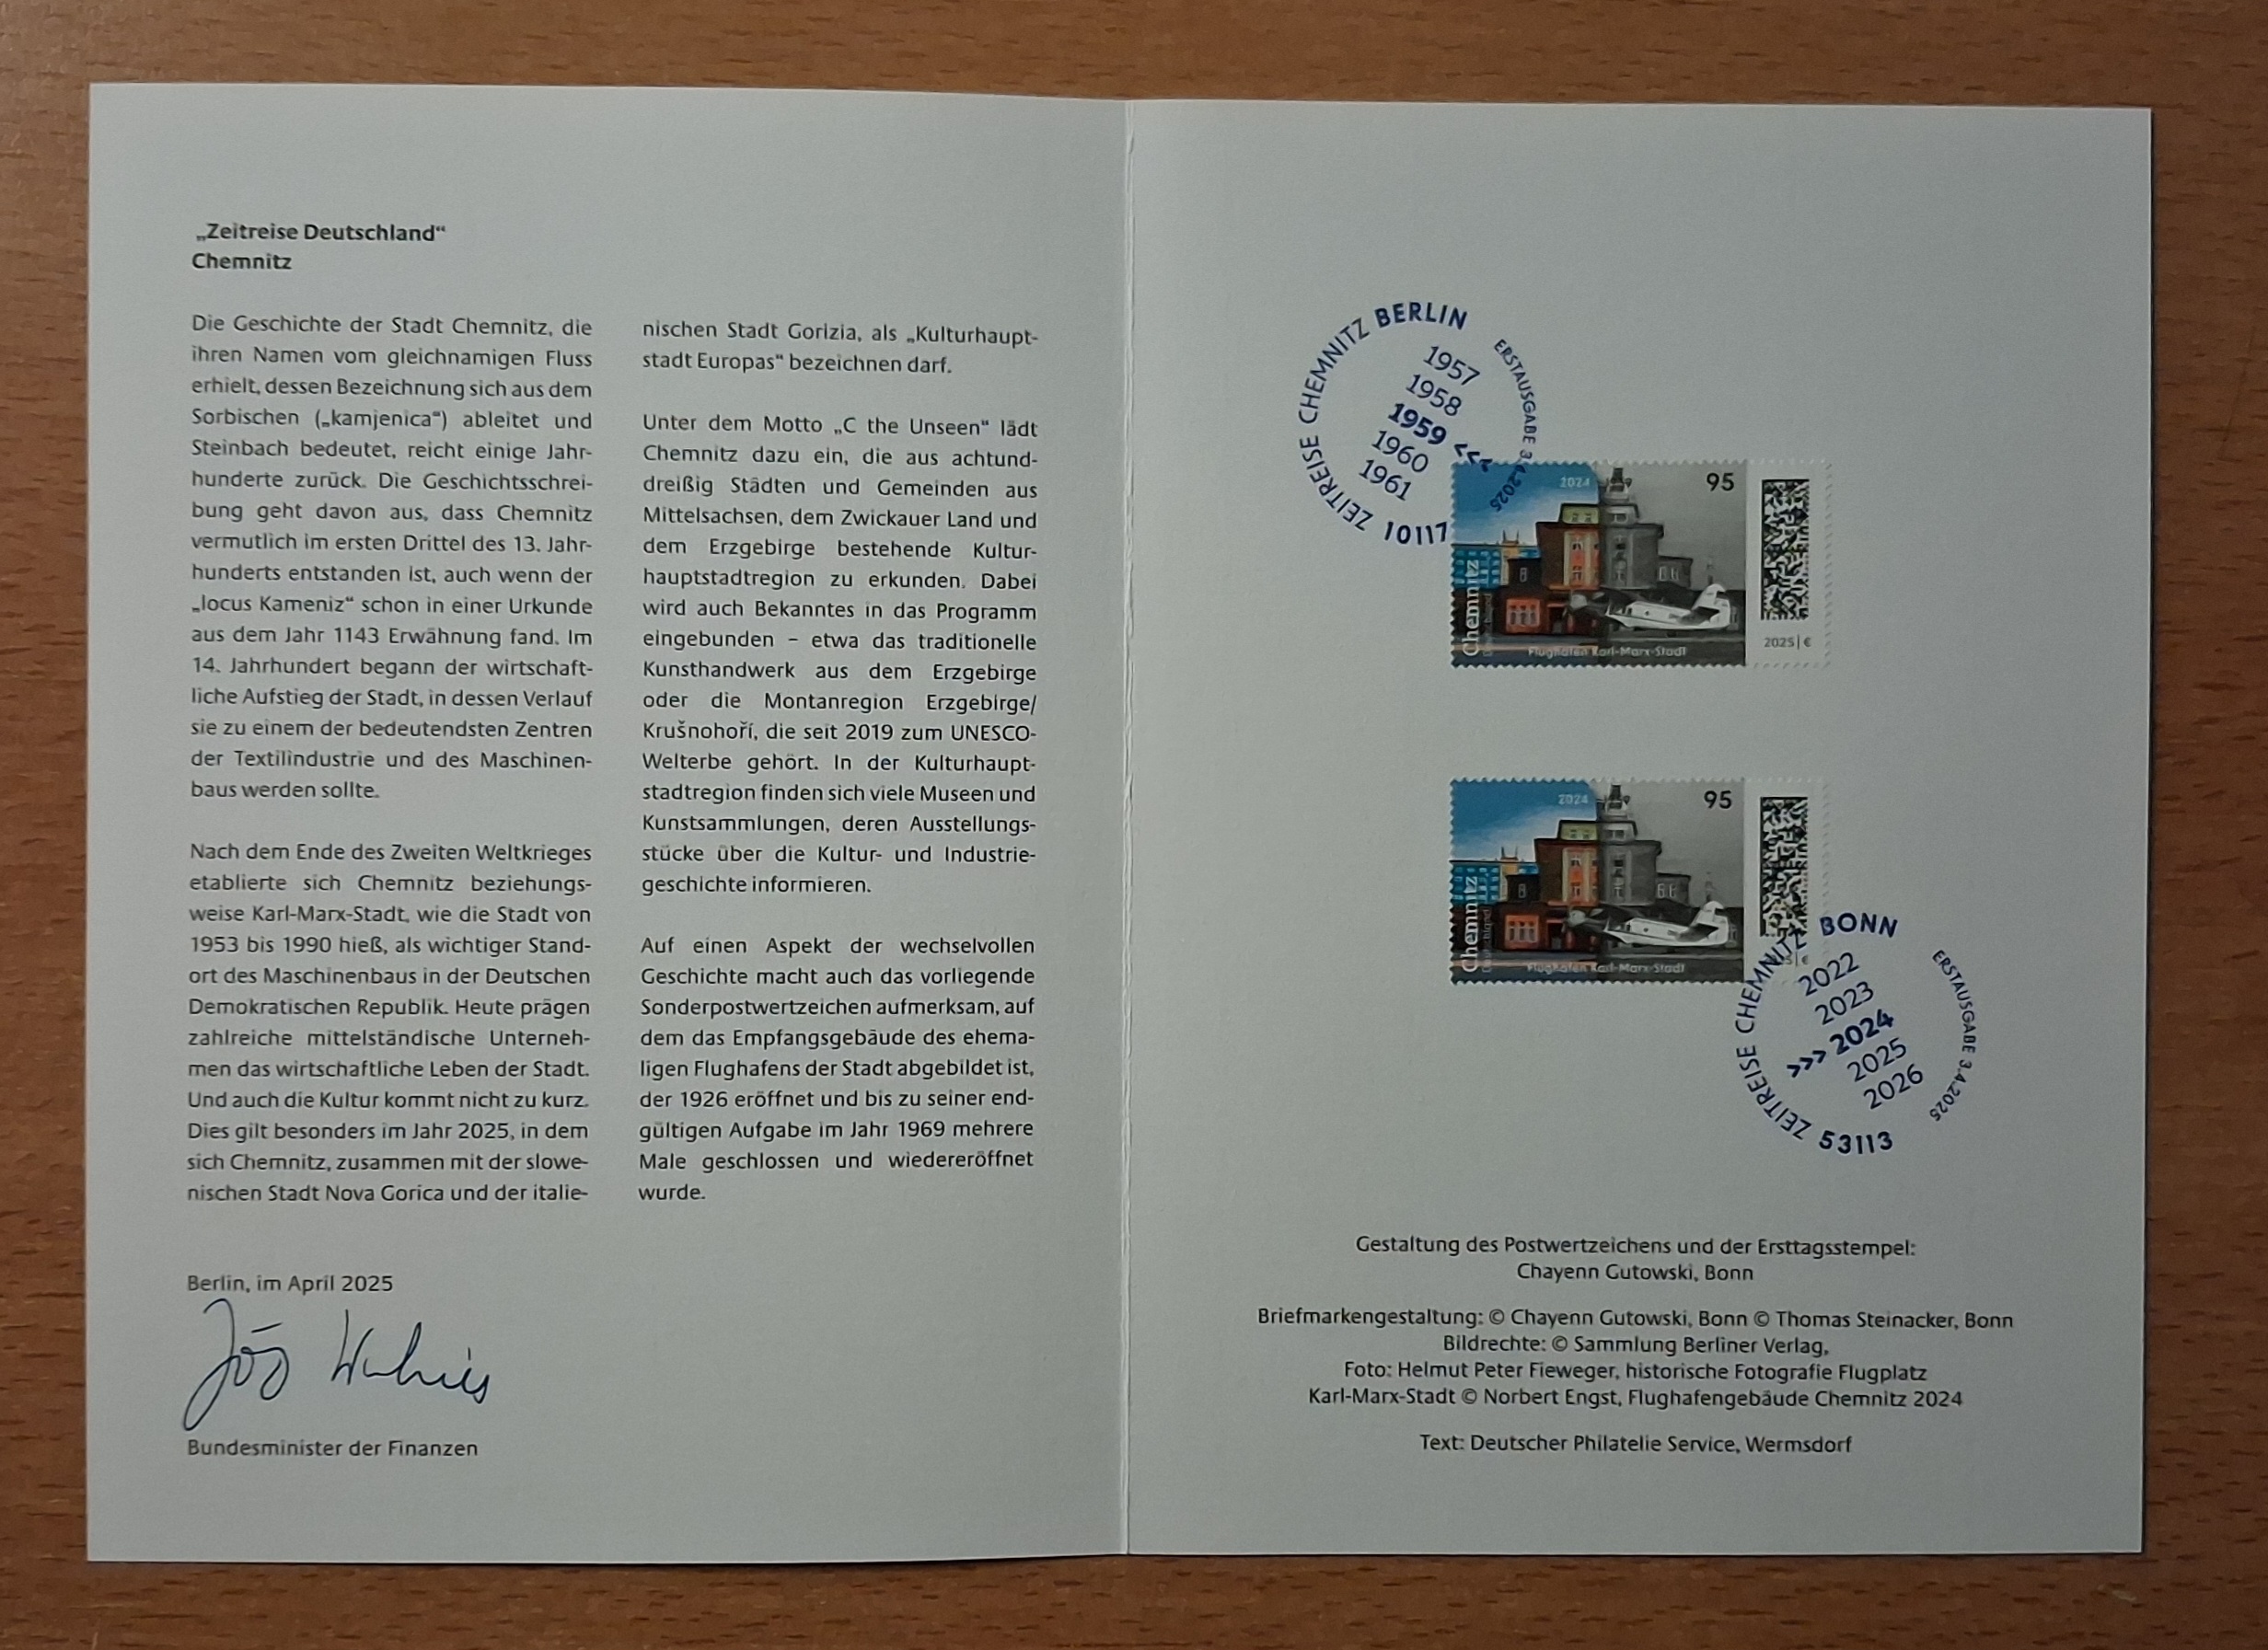 „Zeitreise Deutschland“
Chemnitz
Die Geschichte der Stadt Chemnitz, die
ihren Namen vom gleichnamigen Fluss
erhielt, dessen Bezeichnung sich aus dem
Sorbischen („kamjenica“) ableitet und
Steinbach bedeutet, reicht einige Jahr-
hunderte zurück. Die Geschichtsschrei-
bung geht davon aus, dass Chemnitz
vermutlich im ersten Drittel des 13. Jahr-
hunderts entstanden ist, auch wenn der
„locus Kameniz“ schon in einer Urkunde
aus dem Jahr 1143 Erwähnung fand. Im
14. Jahrhundert begann der wirtschaft-
liche Aufstieg der Stadt, in dessen Verlauf
sie zu einem der bedeutendsten Zentren
der Textilindustrie und des Maschinen-
baus werden sollte.
Nach dem Ende des Zweiten Weltkrieges
etablierte sich Chemnitz beziehungs-
weise Karl-Marx-Stadt, wie die Stadt von
1953 bis 1990 hieß, als wichtiger Stand-
ort des Maschinenbaus in der Deutschen
Demokratischen Republik. Heute prägen
zahlreiche mittelständische Unterneh-
men das wirtschaftliche Leben der Stadt.
Und auch die Kultur kommt nicht zu kurz.
Dies gilt besonders im Jahr 2025, in dem
sich Chemnitz, zusammen mit der slowe-
nischen Stadt Nova Gorica und der italie-
nischen Stadt Gorizia, als „Kulturhaupt-
stadt Europas“ bezeichnen darf.
Unter dem Motto „C the Unseen“ lädt
Chemnitz dazu ein, die aus achtund-
dreißig Städten und Gemeinden aus
Mittelsachsen, dem Zwickauer Land und
dem Erzgebirge bestehende Kultur-
hauptstadtregion zu erkunden. Dabei
wird auch Bekanntes in das Programm
eingebunden – etwa das traditionelle
Kunsthandwerk aus dem Erzgebirge
oder die Montanregion Erzgebirge/
Krušnohoří, die seit 2019 zum UNESCO-
Welterbe gehört. In der Kulturhaupt-
stadtregion finden sich viele Museen und
Kunstsammlungen, deren Ausstellungs-
stücke über die Kultur- und Industrie-
geschichte informieren.
Auf einen Aspekt der wechselvollen
Geschichte macht auch das vorliegende
Sonderpostwertzeichen aufmerksam, auf
dem das Empfangsgebäude des ehema-
ligen Flughafens der Stadt abgebildet ist,
der 1926 eröffnet und bis zu seiner end-
gültigen Aufgabe im Jahr 1969 mehrere
Male geschlossen und wiedereröffnet
wurde.
Berlin, im April 2025
Bundesminister der Finanzen
ZEITREISE CHEMNITZ BERLIN
ERSTAUSGABE 3.4.2025
1957
1958
1959 <<<
1960
1961
10117
2024
95
Chemnitz
Flughafen Karl-Marx-Stadt
2025 | €
2024
95
Chemnitz
Flughafen Karl-Marx-Stadt
ZEITREISE CHEMNITZ BONN
ERSTAUSGABE 3.4.2025
2022
2023
>>> 2024
2025
2026
53113
Gestaltung des Postwertzeichens und der Ersttagsstempel:
Chayenn Gutowski, Bonn
Briefmarkengestaltung: © Chayenn Gutowski, Bonn © Thomas Steinacker, Bonn
Bildrechte: © Sammlung Berliner Verlag,
Foto: Helmut Peter Fieweger, historische Fotografie Flugplatz
Karl-Marx-Stadt © Norbert Engst, Flughafengebäude Chemnitz 2024
Text: Deutscher Philatelie Service, Wermsdorf